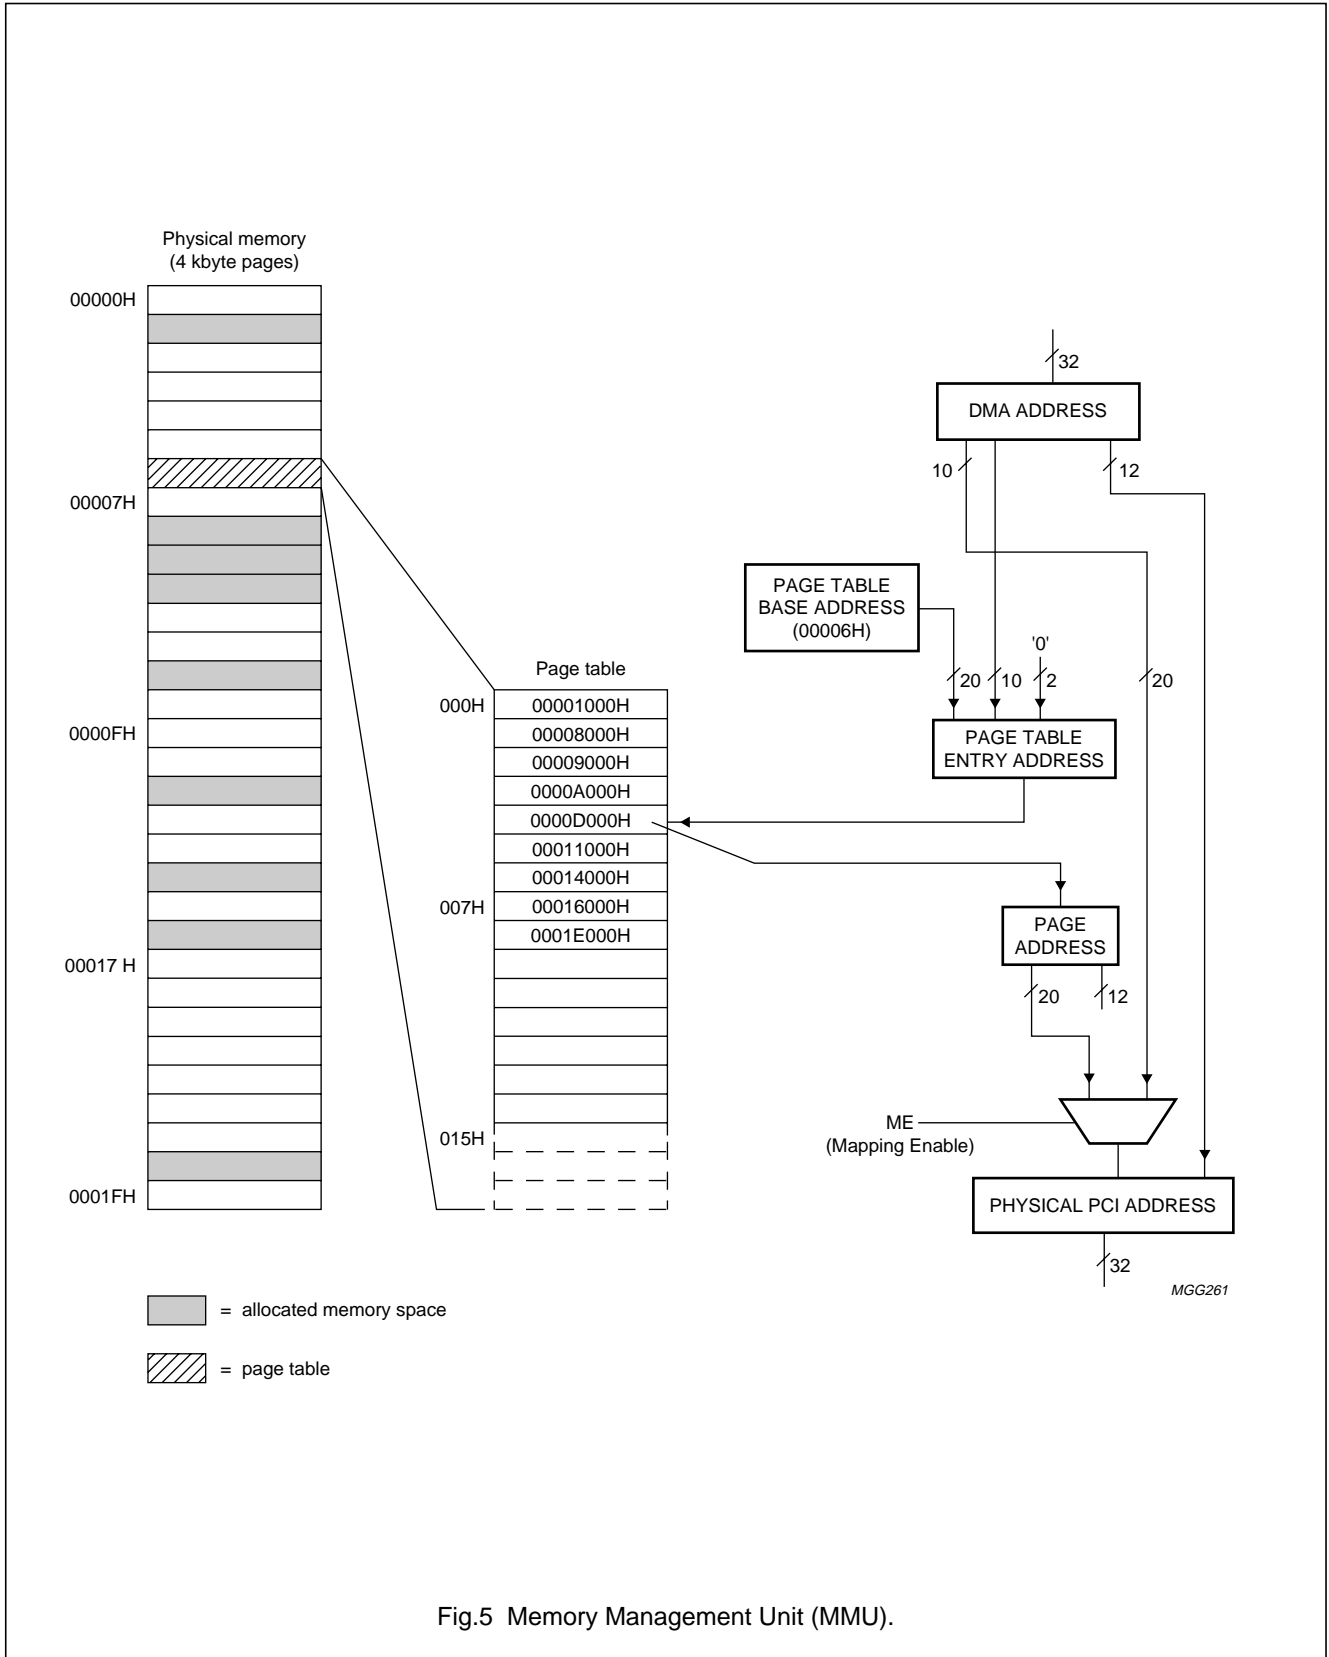 Physical memory
(4 kbyte pages)
00000H
00007H
0000FH
00017 H
0001FH
Page table
000H
007H
015H
00001000H
00008000H
00009000H
0000A000H
0000D000H
00011000H
00014000H
00016000H
0001E000H
32
DMA ADDRESS
10
12
PAGE TABLE
BASE ADDRESS
(00006H)
'0'
20
10
2
20
PAGE TABLE
ENTRY ADDRESS
PAGE
ADDRESS
20
12
ME
(Mapping Enable)
PHYSICAL PCI ADDRESS
32
MGG261
= allocated memory space
= page table
Fig.5 Memory Management Unit (MMU).